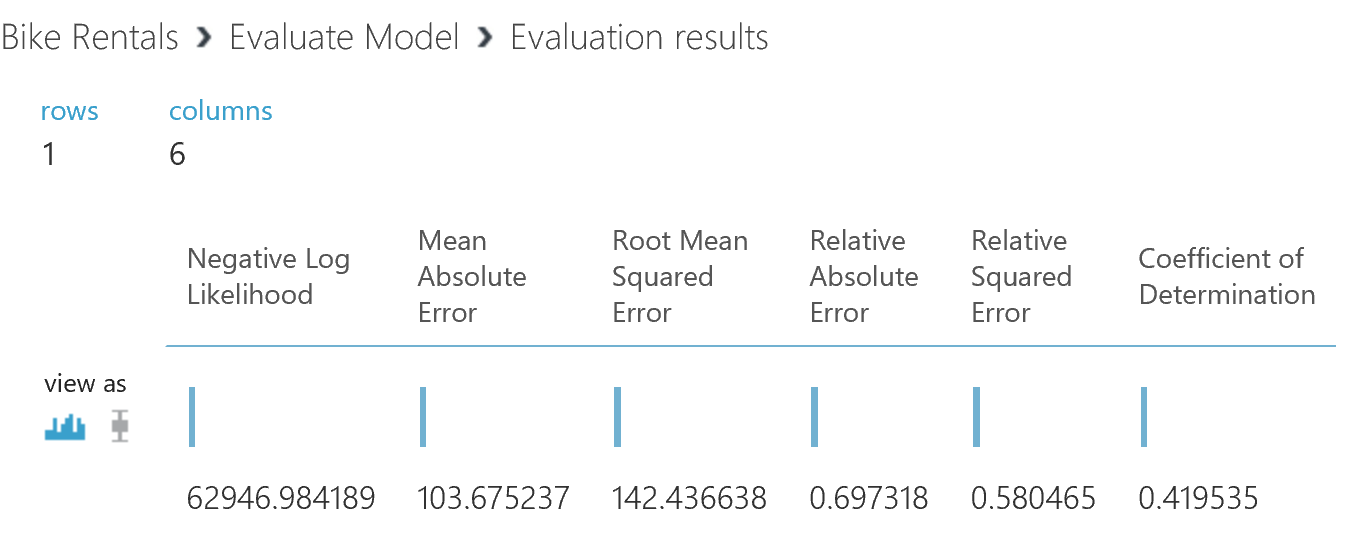 Bike Rentals > Evaluate Model > Evaluation results
rows columns
1 6
Negative Log Likelihood
Mean Absolute Error
Root Mean Squared Error
Relative Absolute Error
Relative Squared Error
Coefficient of Determination
view as
62946.984189 103.675237 142.436638 0.697318 0.580465 0.419535